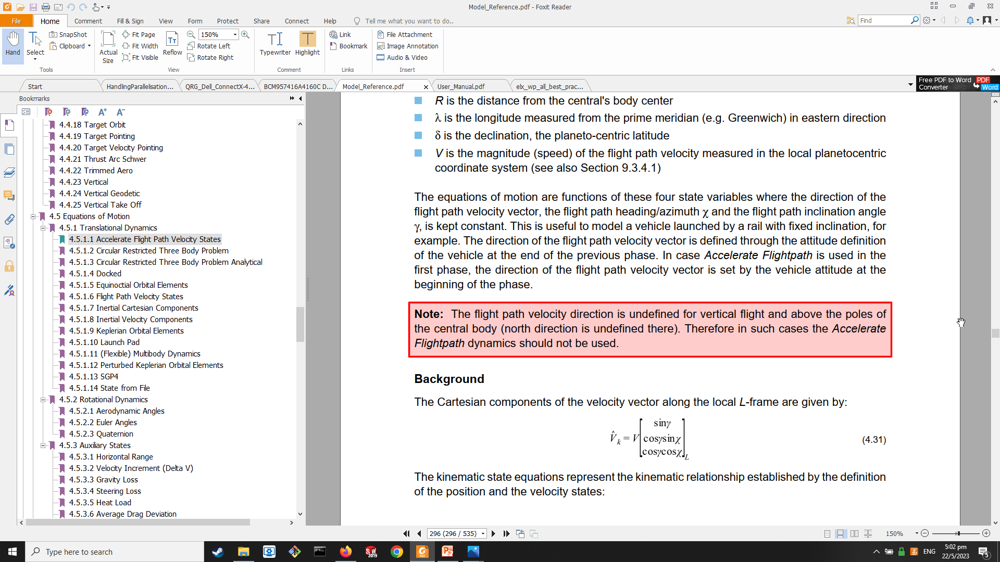 Model_Reference.pdf - Foxit Reader
File
Home
Comment
Fill & Sign
View
Form
Protect
Share
Connect
Help
Tell me what you want to do..
Find
Hand
Select
SnapShot
Clipboard
Tools
Actual
Size
Fit Page
Fit Width
Fit Visible
Reflow
150%
Rotate Left
Rotate Right
View
Typewriter
Highlight
Comment
Link
Bookmark
Links
File Attachment
Image Annotation
Audio & Video
Insert
Start
HandlingParallelisation...
QRG_Dell_ConnectX-4...
BCM957416A4160C D...
Model_Reference.pdf
User_Manual.pdf
elx_wp_all_best_prac...
Free PDF to Word PDF
Converter Word
Bookmarks
4.4.18 Target Orbit
4.4.19 Target Pointing
4.4.20 Target Velocity Pointing
4.4.21 Thrust Arc Schwer
4.4.22 Trimmed Aero
4.4.23 Vertical
4.4.24 Vertical Geodetic
4.4.25 Vertical Take Off
4.5 Equations of Motion
4.5.1 Translational Dynamics
4.5.1.1 Accelerate Flight Path Velocity States
4.5.1.2 Circular Restricted Three Body Problem
4.5.1.3 Circular Restricted Three Body Problem Analytical
4.5.1.4 Docked
4.5.1.5 Equinoctial Orbital Elements
4.5.1.6 Flight Path Velocity States
4.5.1.7 Inertial Cartesian Components
4.5.1.8 Inertial Velocity Components
4.5.1.9 Keplerian Orbital Elements
4.5.1.10 Launch Pad
4.5.1.11 (Flexible) Multibody Dynamics
4.5.1.12 Perturbed Keplerian Orbital Elements
4.5.1.13 SGP4
4.5.1.14 State from File
4.5.2 Rotational Dynamics
4.5.2.1 Aerodynamic Angles
4.5.2.2 Euler Angles
4.5.2.3 Quaternion
4.5.3 Auxiliary States
4.5.3.1 Horizontal Range
4.5.3.2 Velocity Increment (Delta V)
4.5.3.3 Gravity Loss
4.5.3.4 Steering Loss
4.5.3.5 Heat Load
4.5.3.6 Average Drag Deviation
R is the distance from the central's body center
λ is the longitude measured from the prime meridian (e.g. Greenwich) in eastern direction
δ is the declination, the planeto-centric latitude
V is the magnitude (speed) of the flight path velocity measured in the local planetocentric
coordinate system (see also Section 9.3.4.1)
The equations of motion are functions of these four state variables where the direction of the
flight path velocity vector, the flight path heading/azimuth χ and the flight path inclination angle
γ, is kept constant. This is useful to model a vehicle launched by a rail with fixed inclination, for
example. The direction of the flight path velocity vector is defined through the attitude definition
of the vehicle at the end of the previous phase. In case Accelerate Flightpath is used in the
first phase, the direction of the flight path velocity vector is set by the vehicle attitude at the
beginning of the phase.
Note: The flight path velocity direction is undefined for vertical flight and above the poles of
the central body (north direction is undefined there). Therefore in such cases the Accelerate
Flightpath dynamics should not be used.
Background
The Cartesian components of the velocity vector along the local L-frame are given by:
sinγ
V̂k = V cosγsinχ (4.31)
cosγcosχ L
The kinematic state equations represent the kinematic relationship established by the definition
of the position and the velocity states:
296 (296 / 535)
150%
Type here to search
SW
2019
PDF
ENG
5:02 pm
22/5/2023
5